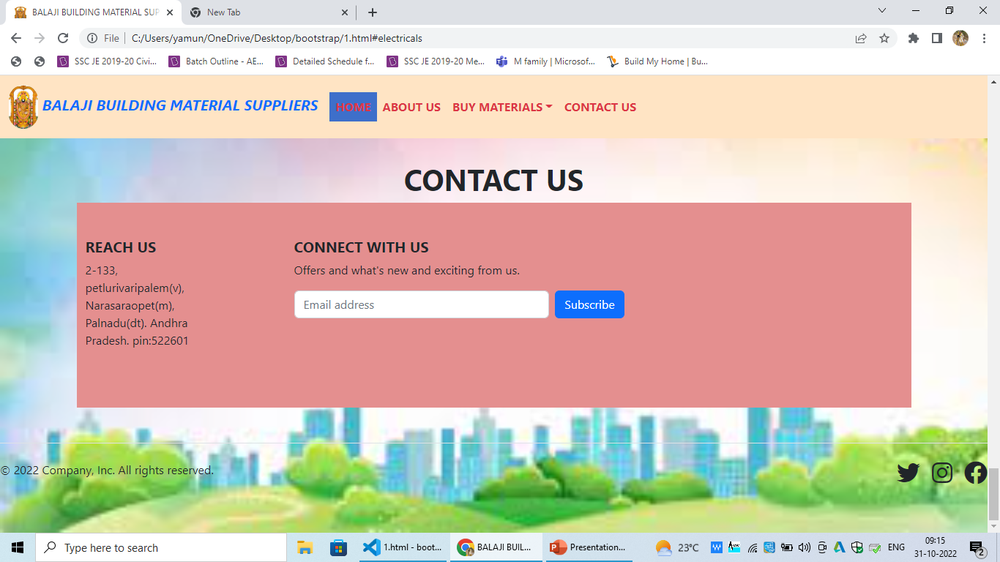 BALAJI BUILDING MATERIAL SUP
New Tab
File
C:/Users/yamun/OneDrive/Desktop/bootstrap/1.html#electricals
SSC JE 2019-20 Civi...
Batch Outline - AE...
Detailed Schedule f...
SSC JE 2019-20 Me...
M family | Microsof...
Build My Home | Bu...
BALAJI BUILDING MATERIAL SUPPLIERS
HOME
ABOUT US
BUY MATERIALS
CONTACT US
CONTACT US
REACH US
2-133,
petlurivaripalem(v),
Narasaraopet(m),
Palnadu(dt). Andhra
Pradesh. pin:522601
CONNECT WITH US
Offers and what's new and exciting from us.
Email address
Subscribe
© 2022 Company, Inc. All rights reserved.
Type here to search
1.html - boot...
BALAJI BUIL...
Presentation...
23°C
ENG
09:15
31-10-2022
2